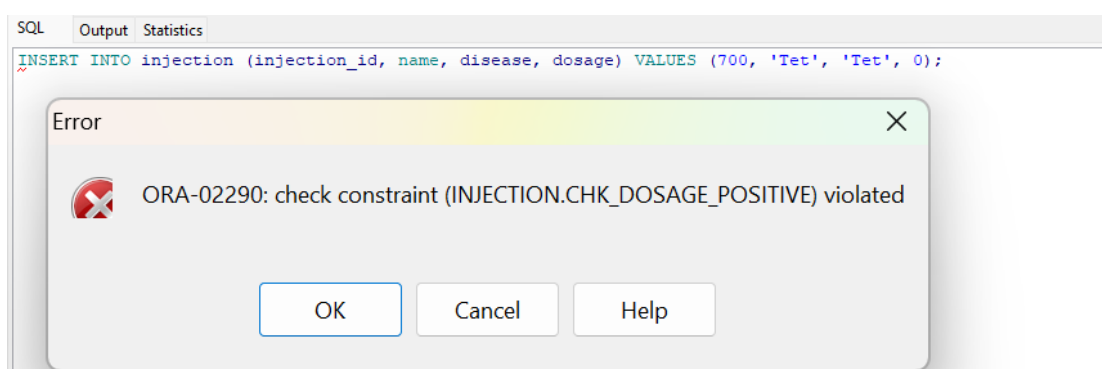 SQL Output Statistics
INSERT INTO injection (injection_id, name, disease, dosage) VALUES (700, 'Tet', 'Tet', 0);
Error
ORA-02290: check constraint (INJECTION.CHK_DOSAGE_POSITIVE) violated
OK Cancel Help